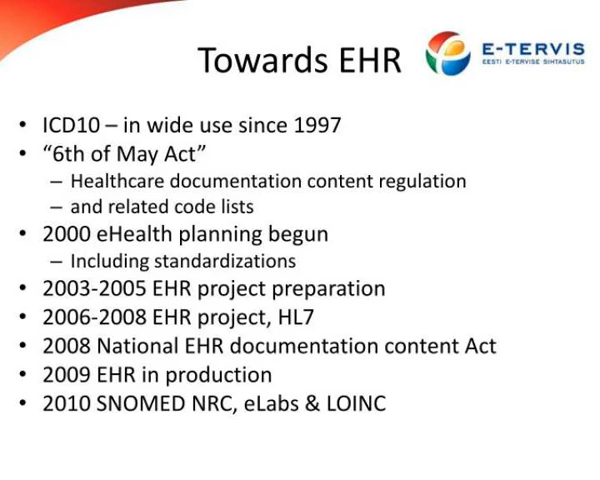 Towards EHR
E-TERVIS
EESTI E-TERVISE SIHTASUTUS
• ICD10 – in wide use since 1997
• “6th of May Act”
– Healthcare documentation content regulation
– and related code lists
• 2000 eHealth planning begun
– Including standardizations
• 2003-2005 EHR project preparation
• 2006-2008 EHR project, HL7
• 2008 National EHR documentation content Act
• 2009 EHR in production
• 2010 SNOMED NRC, eLabs & LOINC